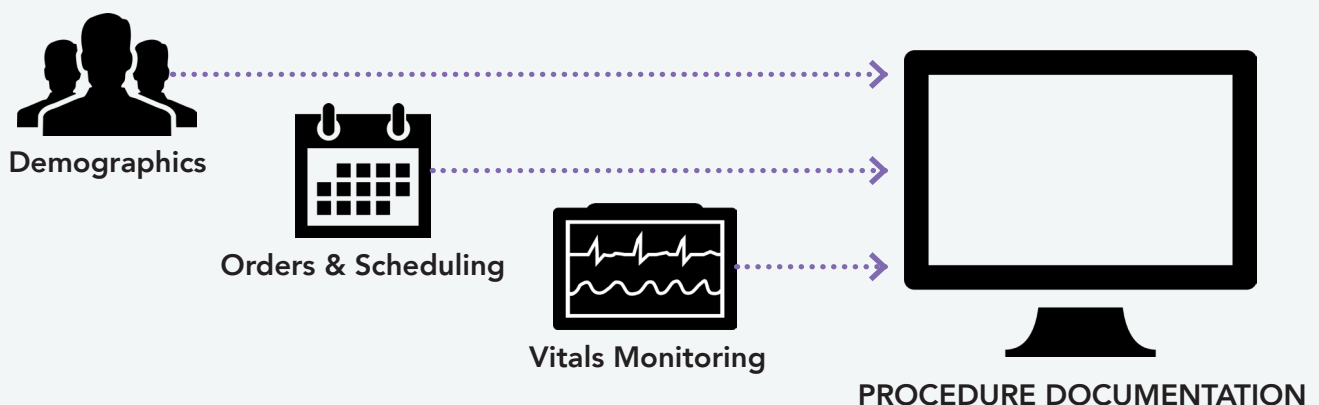 Demographics
Orders & Scheduling
Vitals Monitoring
PROCEDURE DOCUMENTATION